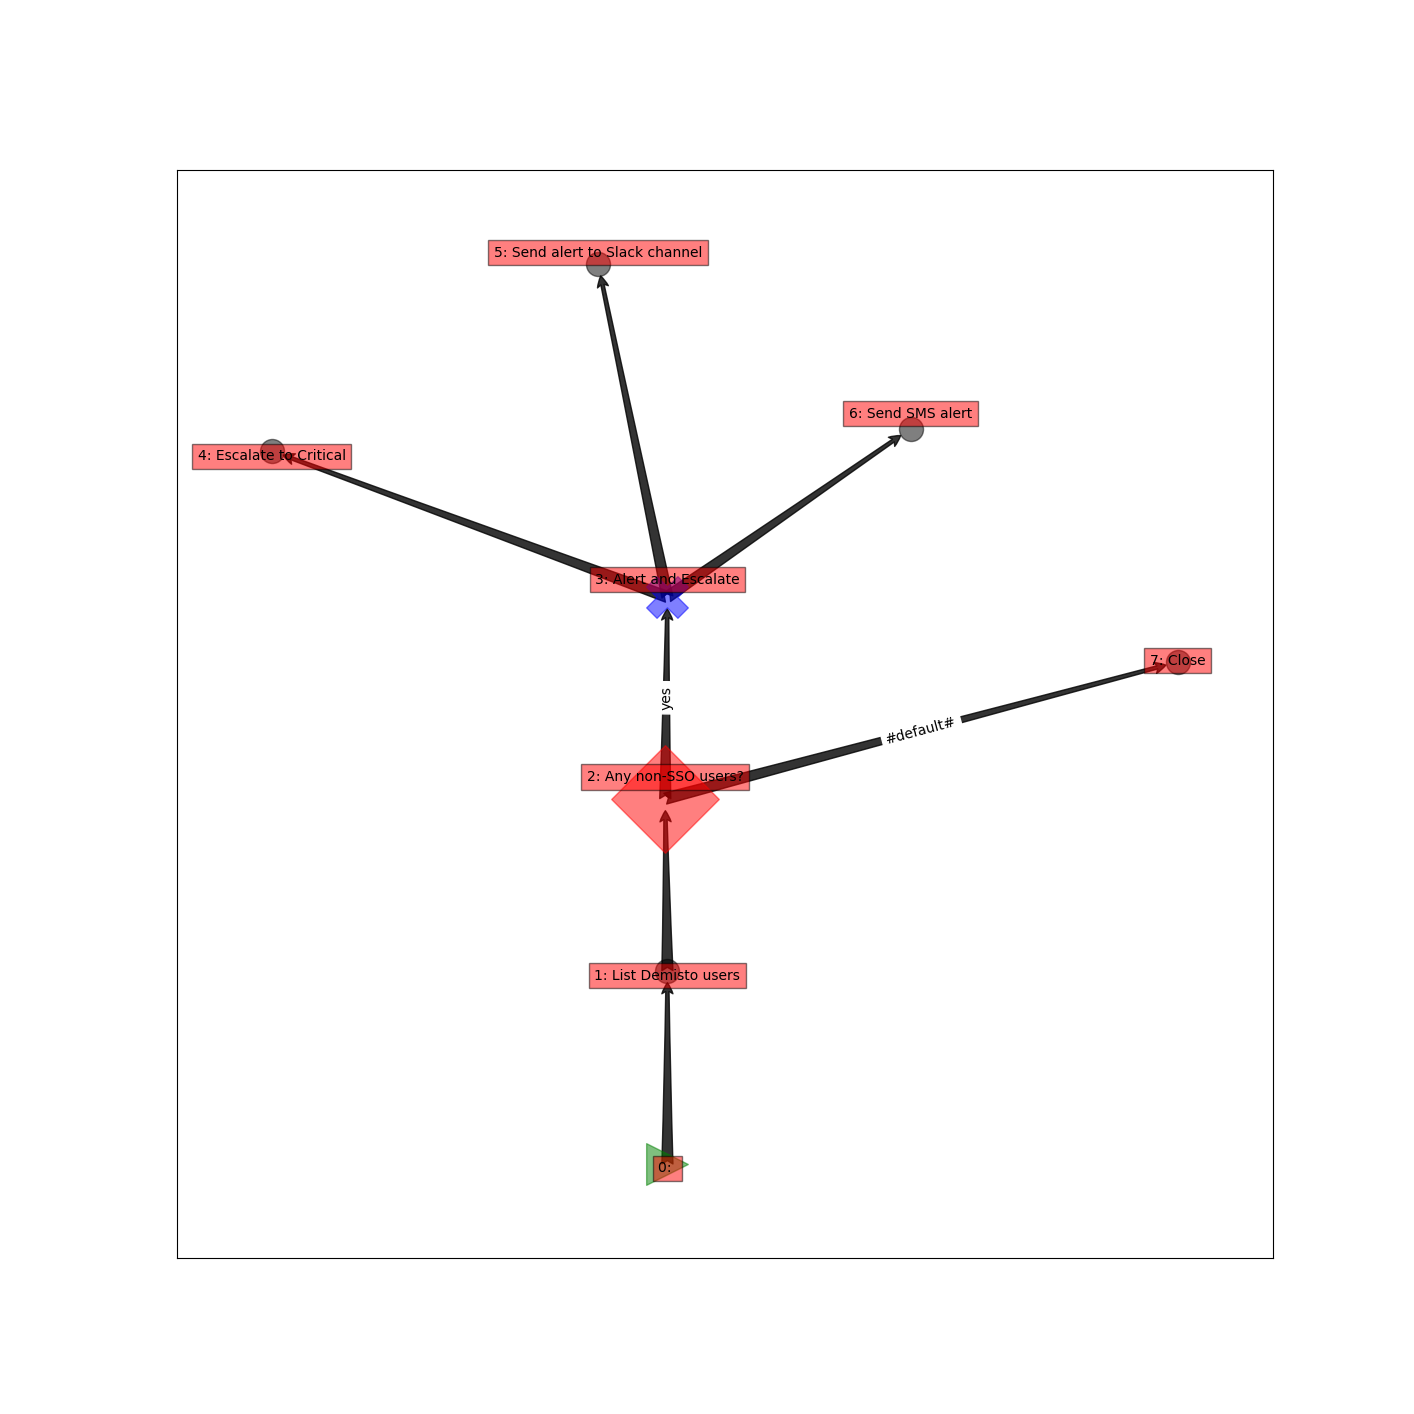 5: Send alert to Slack channel
6: Send SMS alert
4: Escalate to Critical
3: Alert and Escalate
7: Close
yes
#default#
2: Any non-SSO users?
1: List Demisto users
0: